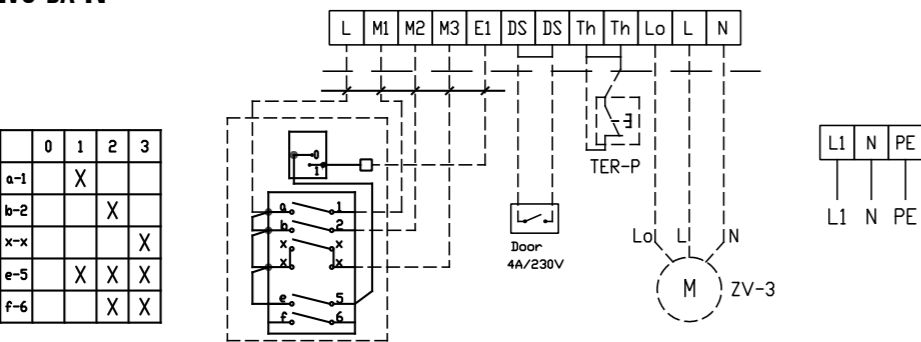 L M1 M2 M3 E1 DS DS Th Th Lo L N
0 1 2 3
a-1 X
b-2 X
x-x X
e-5 X X X
f-6 X X
0
1
a 1
b 2
x x
x x
e 5
f 6
TER-P
Door
4A/230V
Lo L N
M ZV-3
L1 N PE
L1 N PE